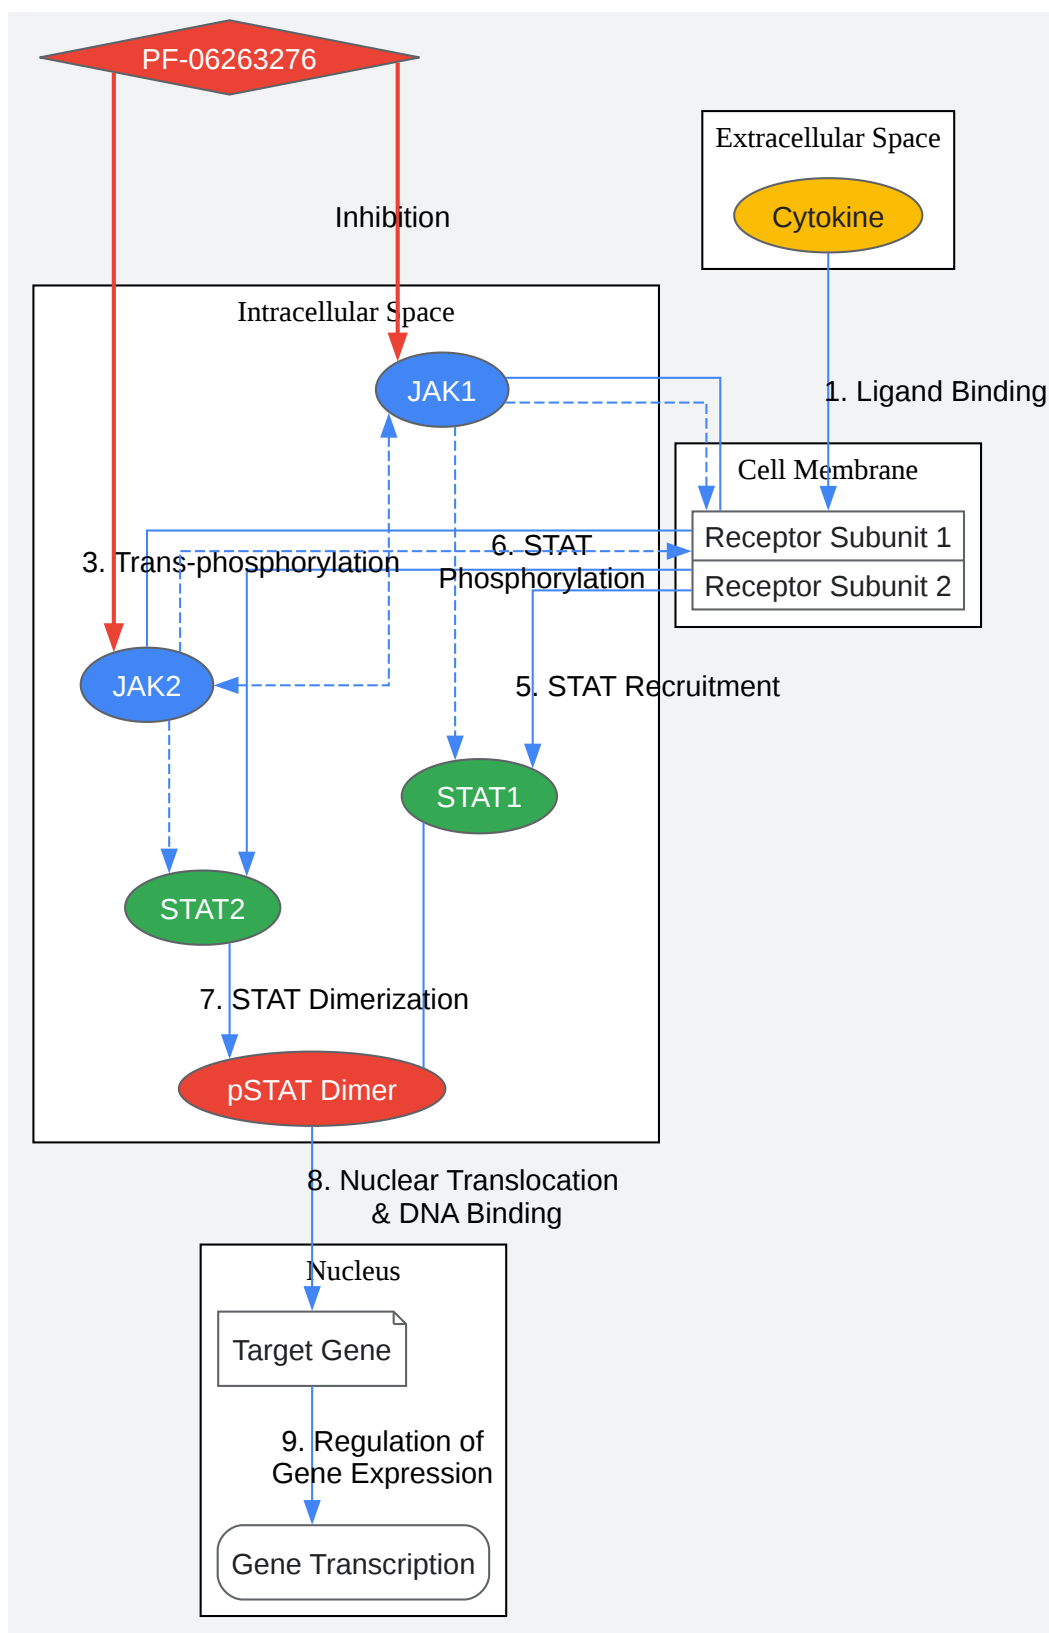 PF-06263276
Extracellular Space
Cytokine
Inhibition
Intracellular Space
JAK1
1. Ligand Binding
Cell Membrane
Receptor Subunit 1
Receptor Subunit 2
3. Trans-phosphorylation
6. STAT
Phosphorylation
JAK2
5. STAT Recruitment
STAT1
STAT2
7. STAT Dimerization
pSTAT Dimer
8. Nuclear Translocation
& DNA Binding
Nucleus
Target Gene
9. Regulation of
Gene Expression
Gene Transcription